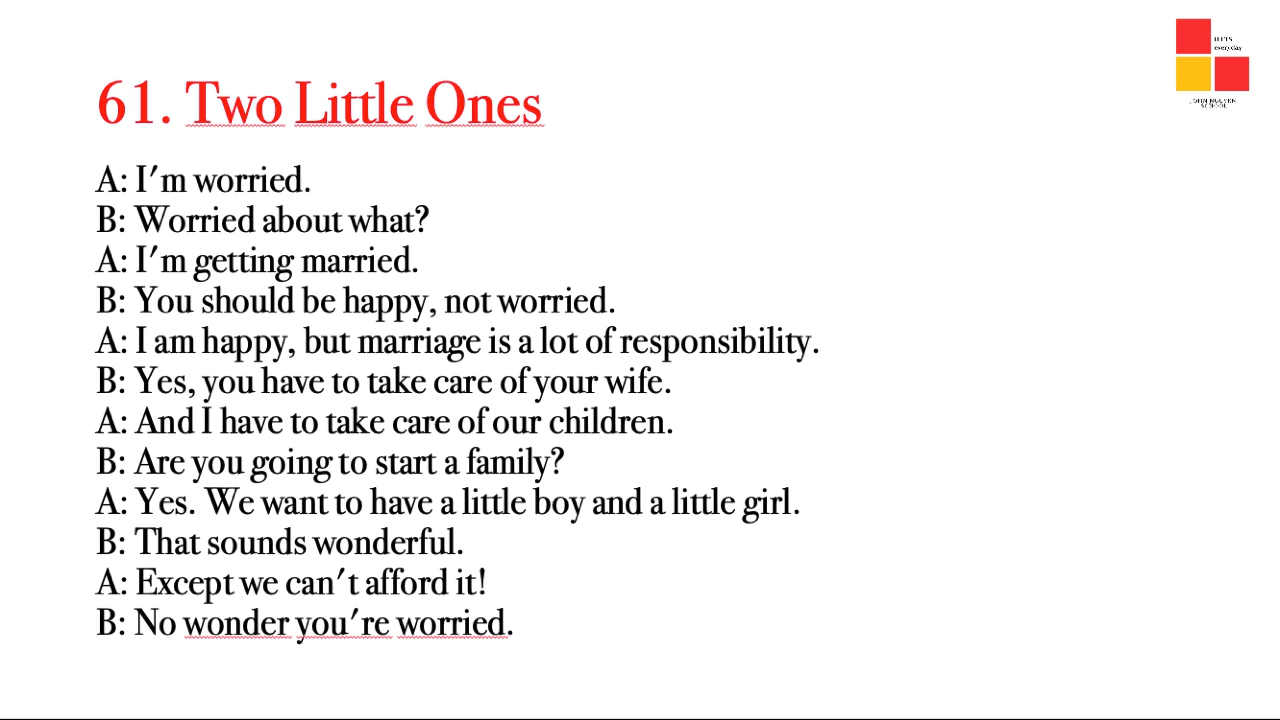 61. Two Little Ones
A: I'm worried.
B: Worried about what?
A: I'm getting married.
B: You should be happy, not worried.
A: I am happy, but marriage is a lot of responsibility.
B: Yes, you have to take care of your wife.
A: And I have to take care of our children.
B: Are you going to start a family?
A: Yes. We want to have a little boy and a little girl.
B: That sounds wonderful.
A: Except we can't afford it!
B: No wonder you're worried.
everyday
SCHOOL